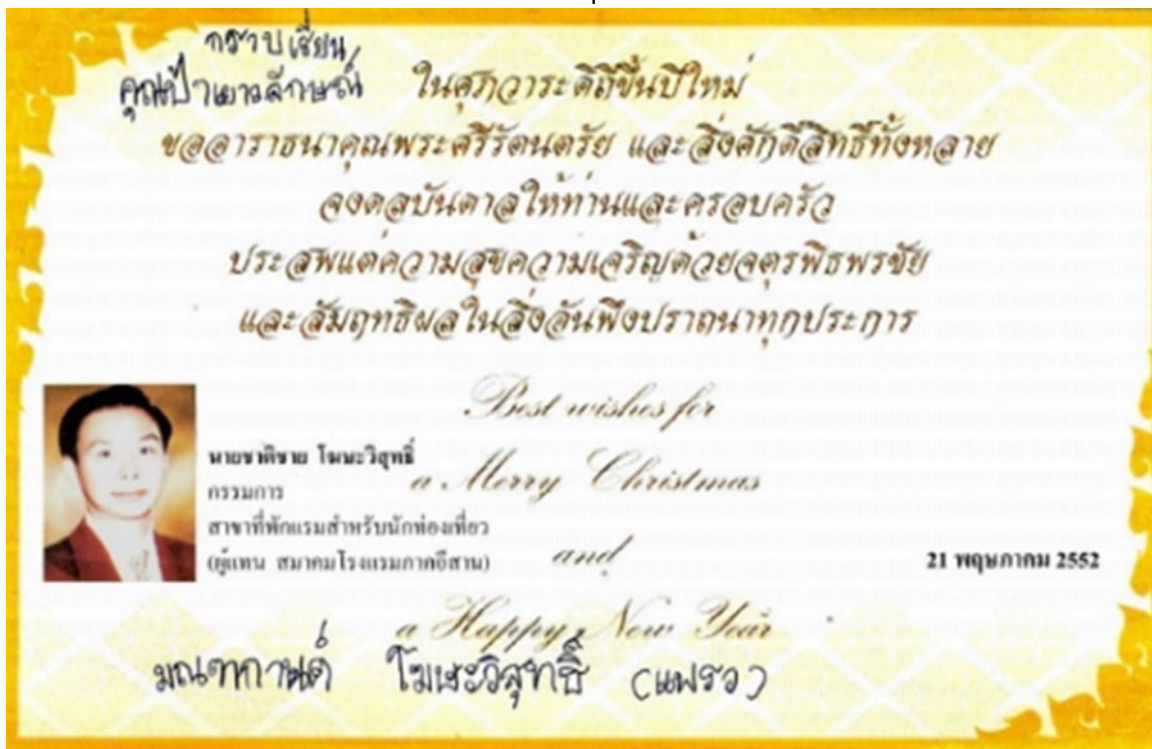 กราบเรียน
คุณป้าเยาวลักษณ์
ในศุภวาระดิถีขึ้นปีใหม่
ขออาราธนาคุณพระศรีรัตนตรัย และสิ่งศักดิ์สิทธิ์ทั้งหลาย
จงดลบันดาลให้ท่านและครอบครัว
ประสพแต่ความสุขความเจริญด้วยจตุรพิธพรชัย
และสัมฤทธิผลในสิ่งอันพึงปราถนาทุกประการ
Best wishes for
a Merry Christmas
and
a Happy New Year
นายชาติชาย โฆษะวิสุทธิ์
กรรมการ
สาขาที่พักแรมสำหรับนักท่องเที่ยว
(ผู้แทน สมาคมโรงแรมภาคอีสาน)
21 พฤษภาคม 2552
มณฑกานต์ โฆษะวิสุทธิ์ (แพรว)